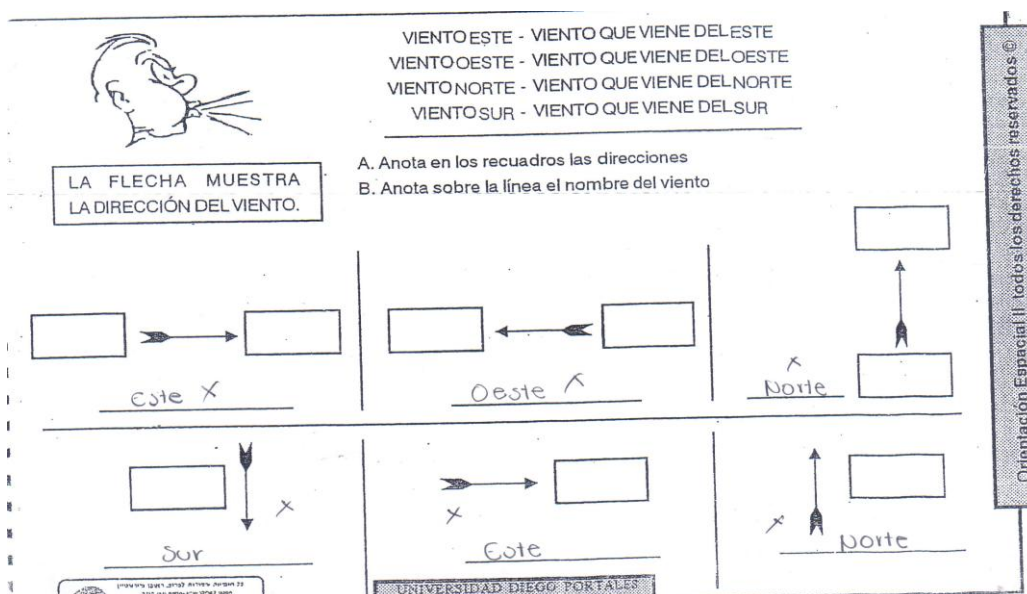 VIENTO ESTE - VIENTO QUE VIENE DEL ESTE
VIENTO OESTE - VIENTO QUE VIENE DEL OESTE
VIENTO NORTE - VIENTO QUE VIENE DEL NORTE
VIENTO SUR - VIENTO QUE VIENE DEL SUR
LA FLECHA MUESTRA
LA DIRECCIÓN DEL VIENTO.
A. Anota en los recuadros las direcciones
B. Anota sobre la línea el nombre del viento
Este X
Oeste X
X
Norte
X
Sur
X
Este
X
Norte
UNIVERSIDAD DIEGO PORTALES
Orientación Espacial II todos los derechos reservados ©